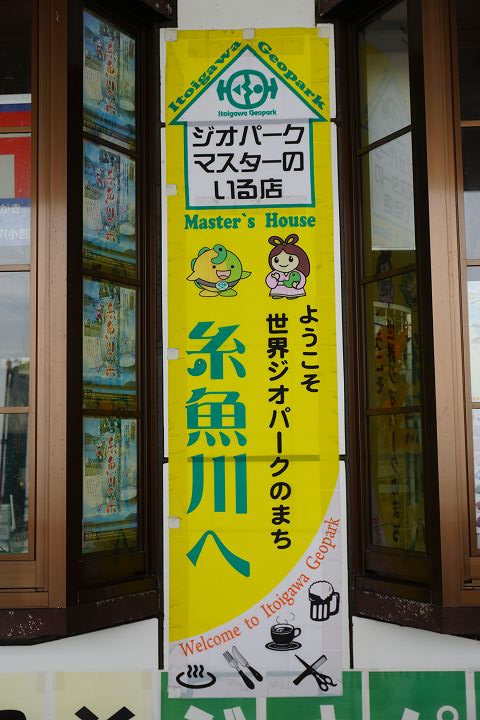 Itoigawa Geopark
Itoigawa Geopark
ジオパーク
マスターの
いる店
Master`s House
ようこそ
世界ジオパークのまち
糸魚川へ
Welcome to Itoigawa Geopark